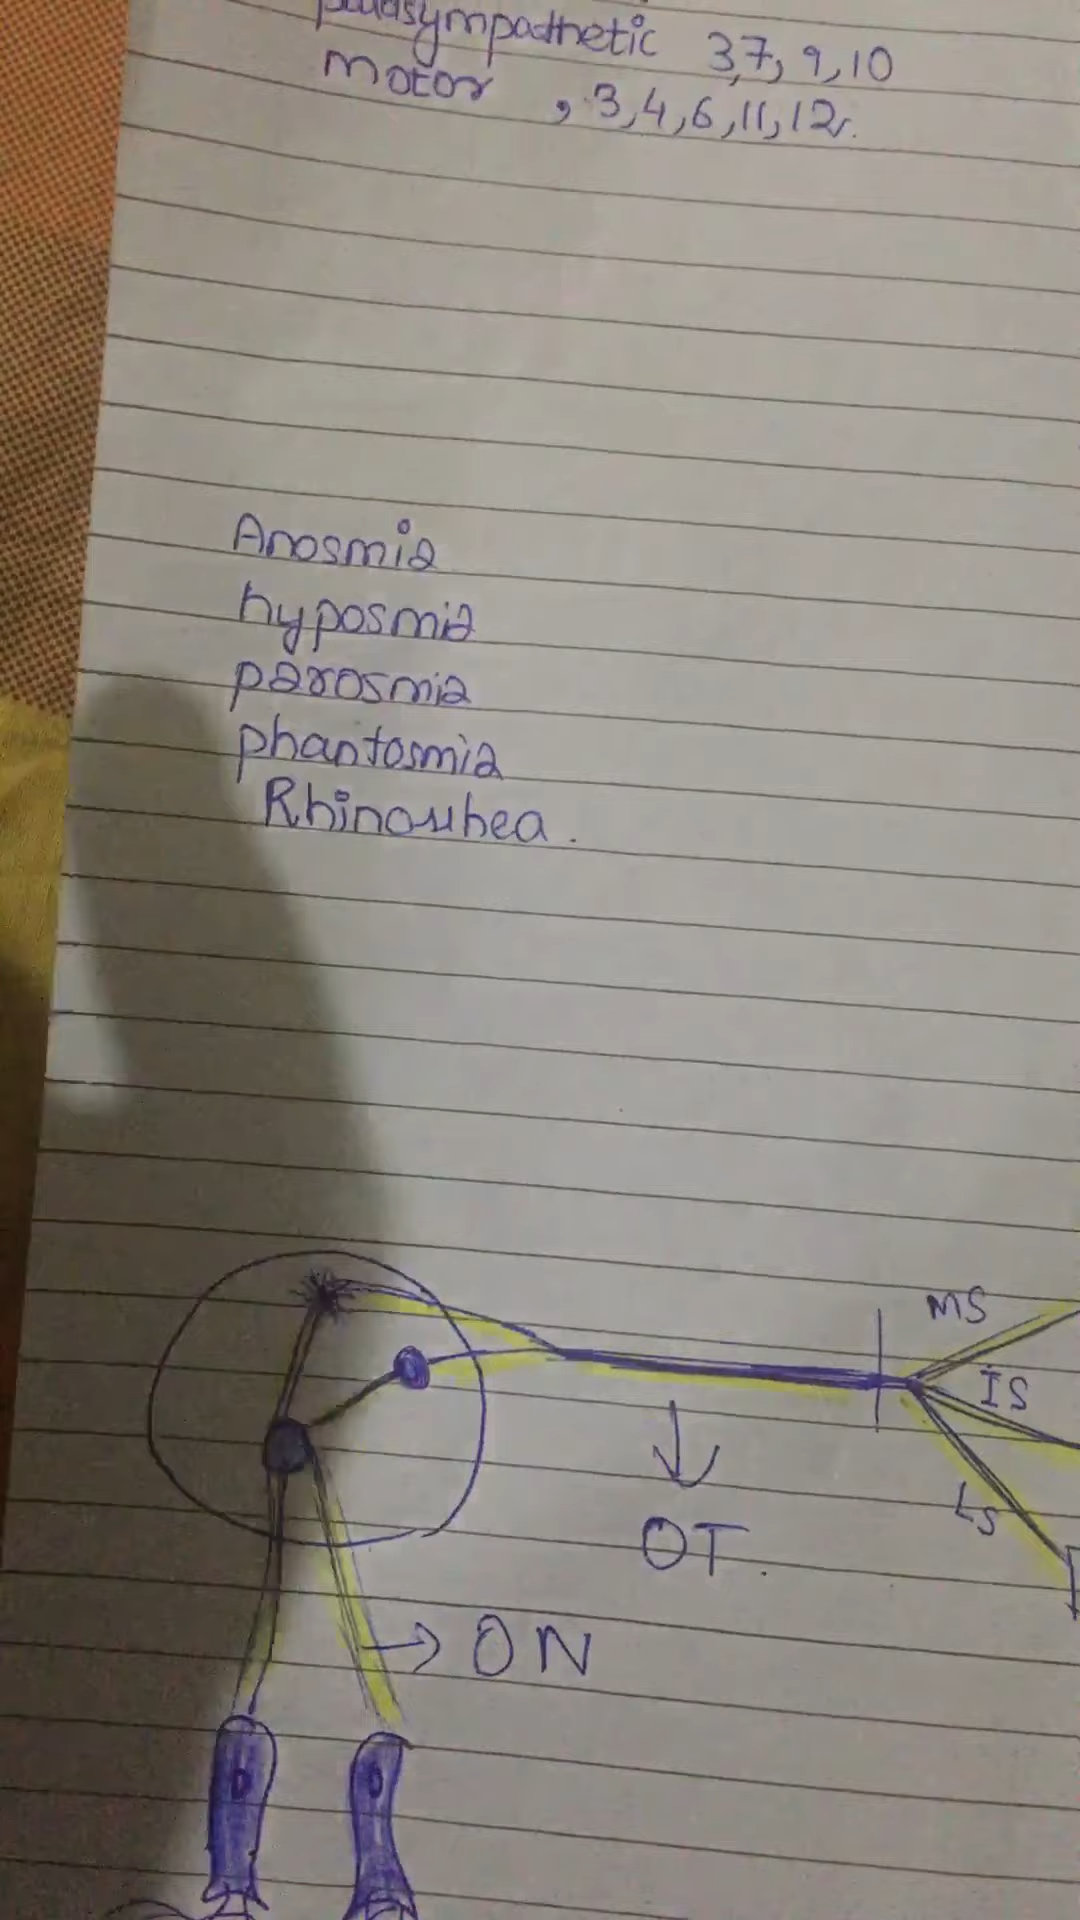 parasympathetic 3,7, 9,10
motor , 3,4,6,11,12.
Anosmia
hyposmia
parosmia
phantosmia
Rhinorrhea.
MS
IS
LS
OT.
ON